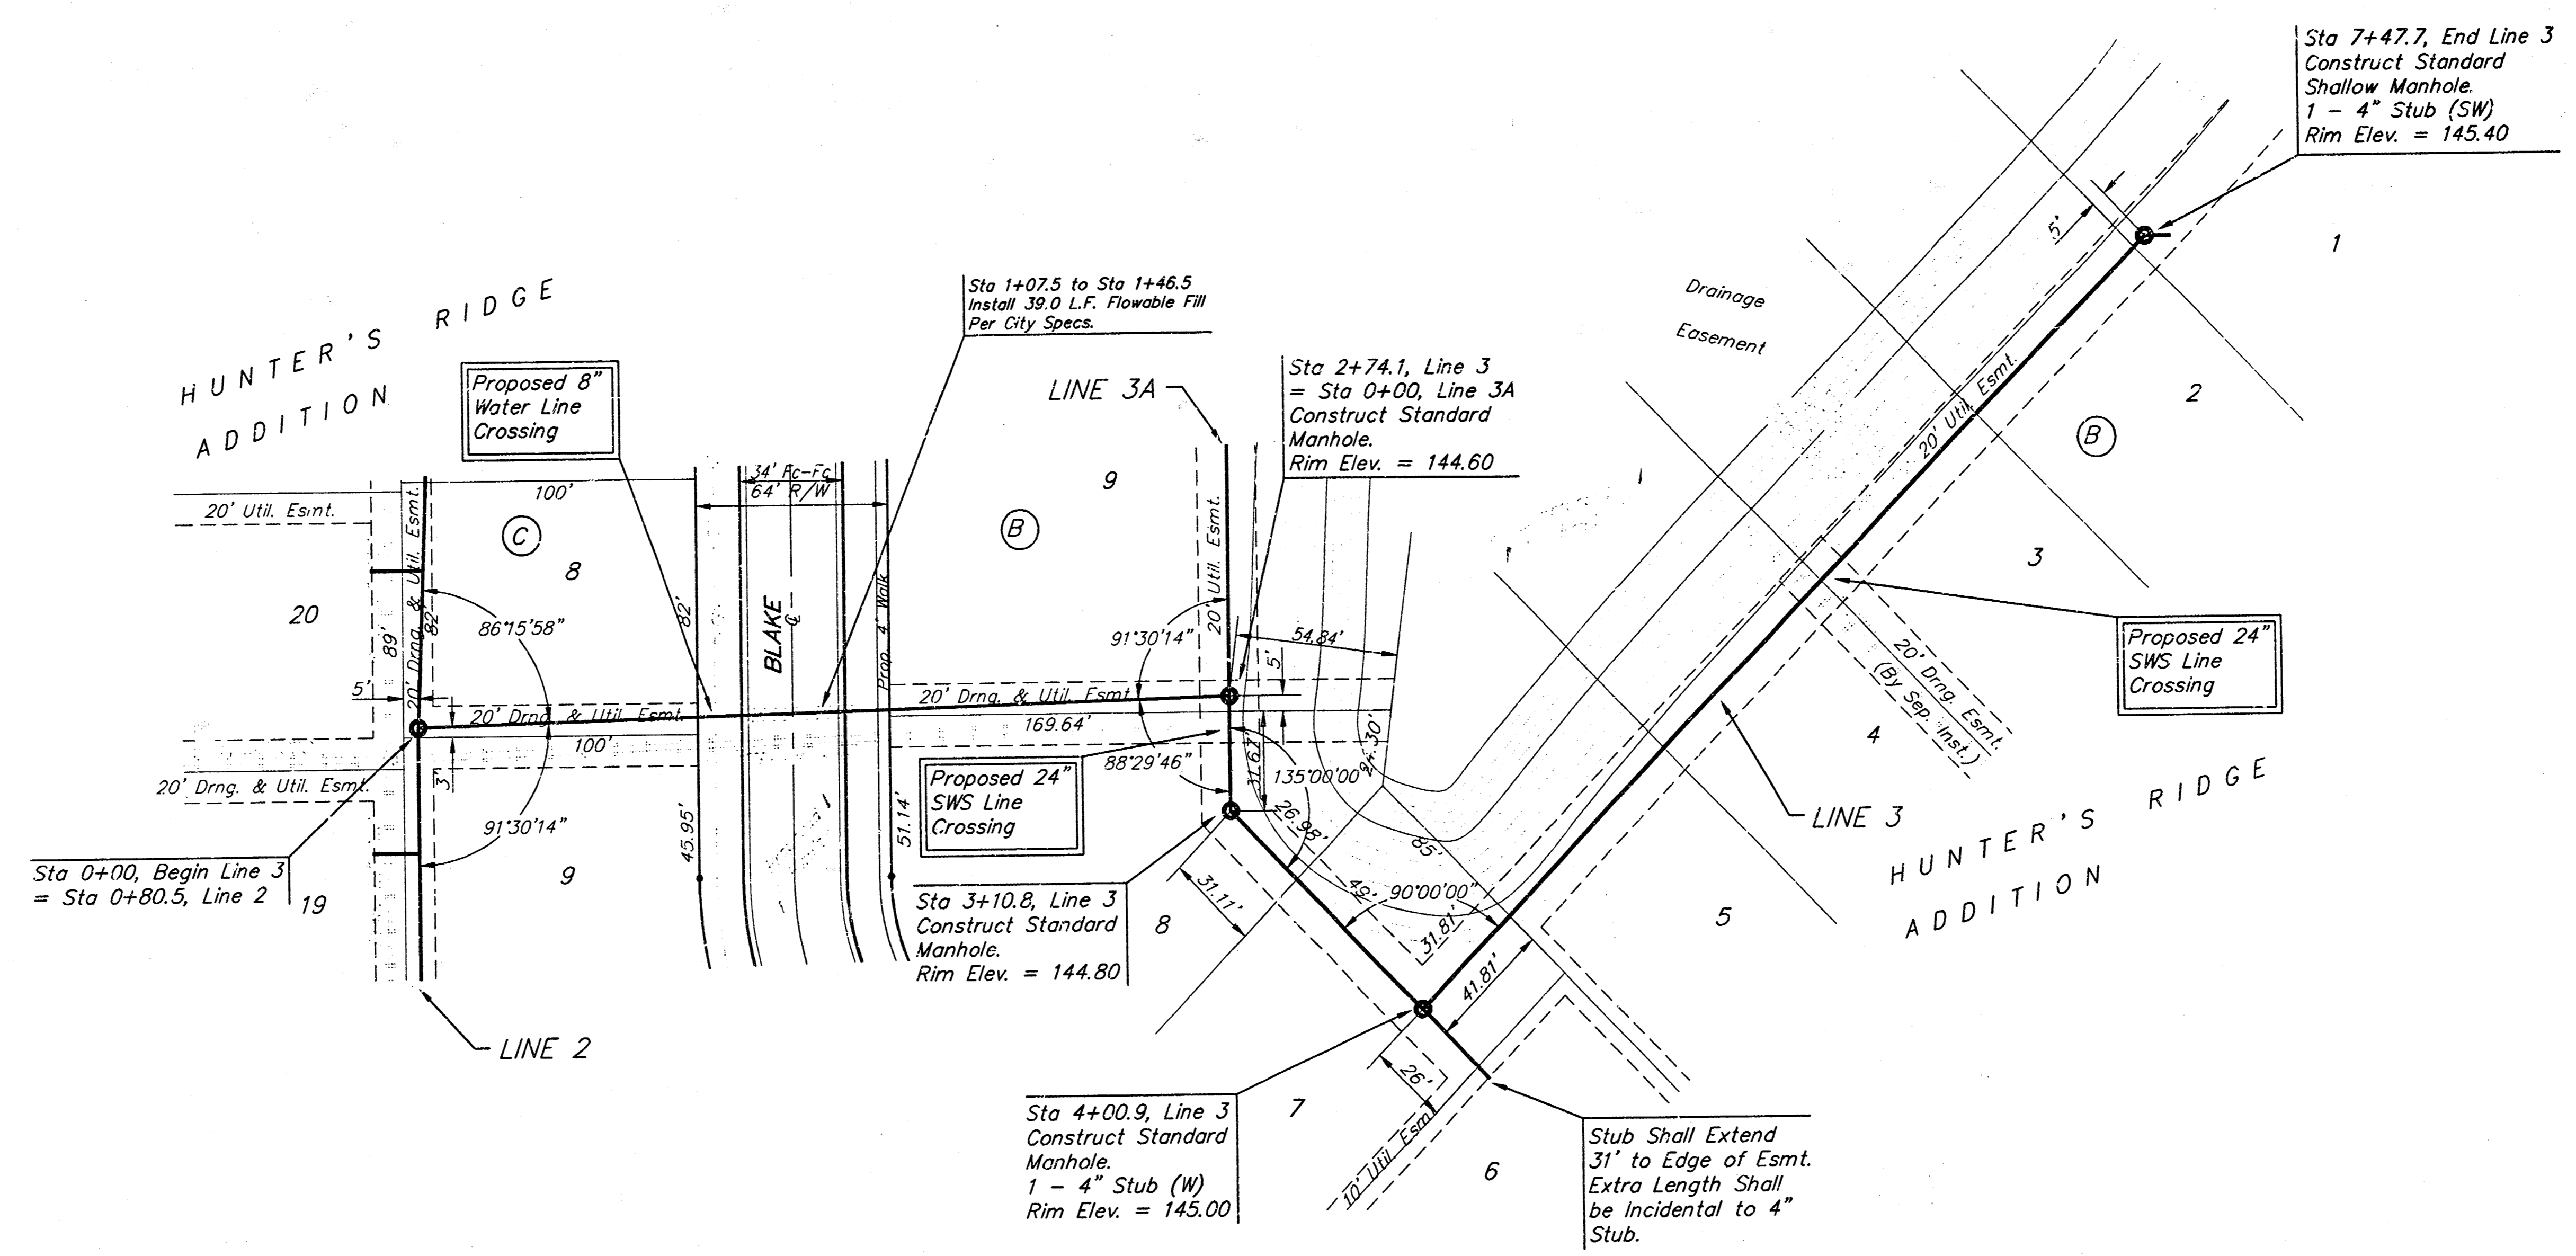 Sta 7+47.7, End Line 3
Construct Standard
Shallow Manhole.
1 - 4" Stub (SW)
Rim Elev. = 145.40
1
5'
Drainage
Easement
20' Util. Esmt.
2
B
3
Proposed 24"
SWS Line
Crossing
20' Drng. Esmt.
(By Sep. Inst.)
4
LINE 3
HUNTER'S RIDGE
ADDITION
5
HUNTER'S RIDGE
ADDITION
Proposed 8"
Water Line
Crossing
Sta 1+07.5 to Sta 1+46.5
Install 39.0 L.F. Flowable Fill
Per City Specs.
LINE 3A
Sta 2+74.1, Line 3
= Sta 0+00, Line 3A
Construct Standard
Manhole.
Rim Elev. = 144.60
9
20' Util. Esmt.
100'
34' Fc-Fc
64' R/W
20' Drng. & Util. Esmt.
C
8
B
20' Util. Esmt.
20
89'
82'
86°15'58"
82'
BLAKE
℄
Prop. 4' Walk
91°30'14"
54.84'
5'
5'
20' Drng. & Util. Esmt.
20' Drng. & Util. Esmt.
169.64'
100'
3'
20' Drng. & Util. Esmt.
91°30'14"
45.95'
51.14'
Proposed 24"
SWS Line
Crossing
88°29'46"
31.62'
135°00'00"
24.30'
26.98'
85'
Sta 0+00, Begin Line 3
= Sta 0+80.5, Line 2
19
9
Sta 3+10.8, Line 3
Construct Standard
Manhole.
Rim Elev. = 144.80
8
31.11'
49'
90°00'00"
31.81'
41.81'
LINE 2
26'
10' Util. Esmt.
Sta 4+00.9, Line 3
Construct Standard
Manhole.
1 - 4" Stub (W)
Rim Elev. = 145.00
7
6
Stub Shall Extend
31' to Edge of Esmt.
Extra Length Shall
be Incidental to 4"
Stub.